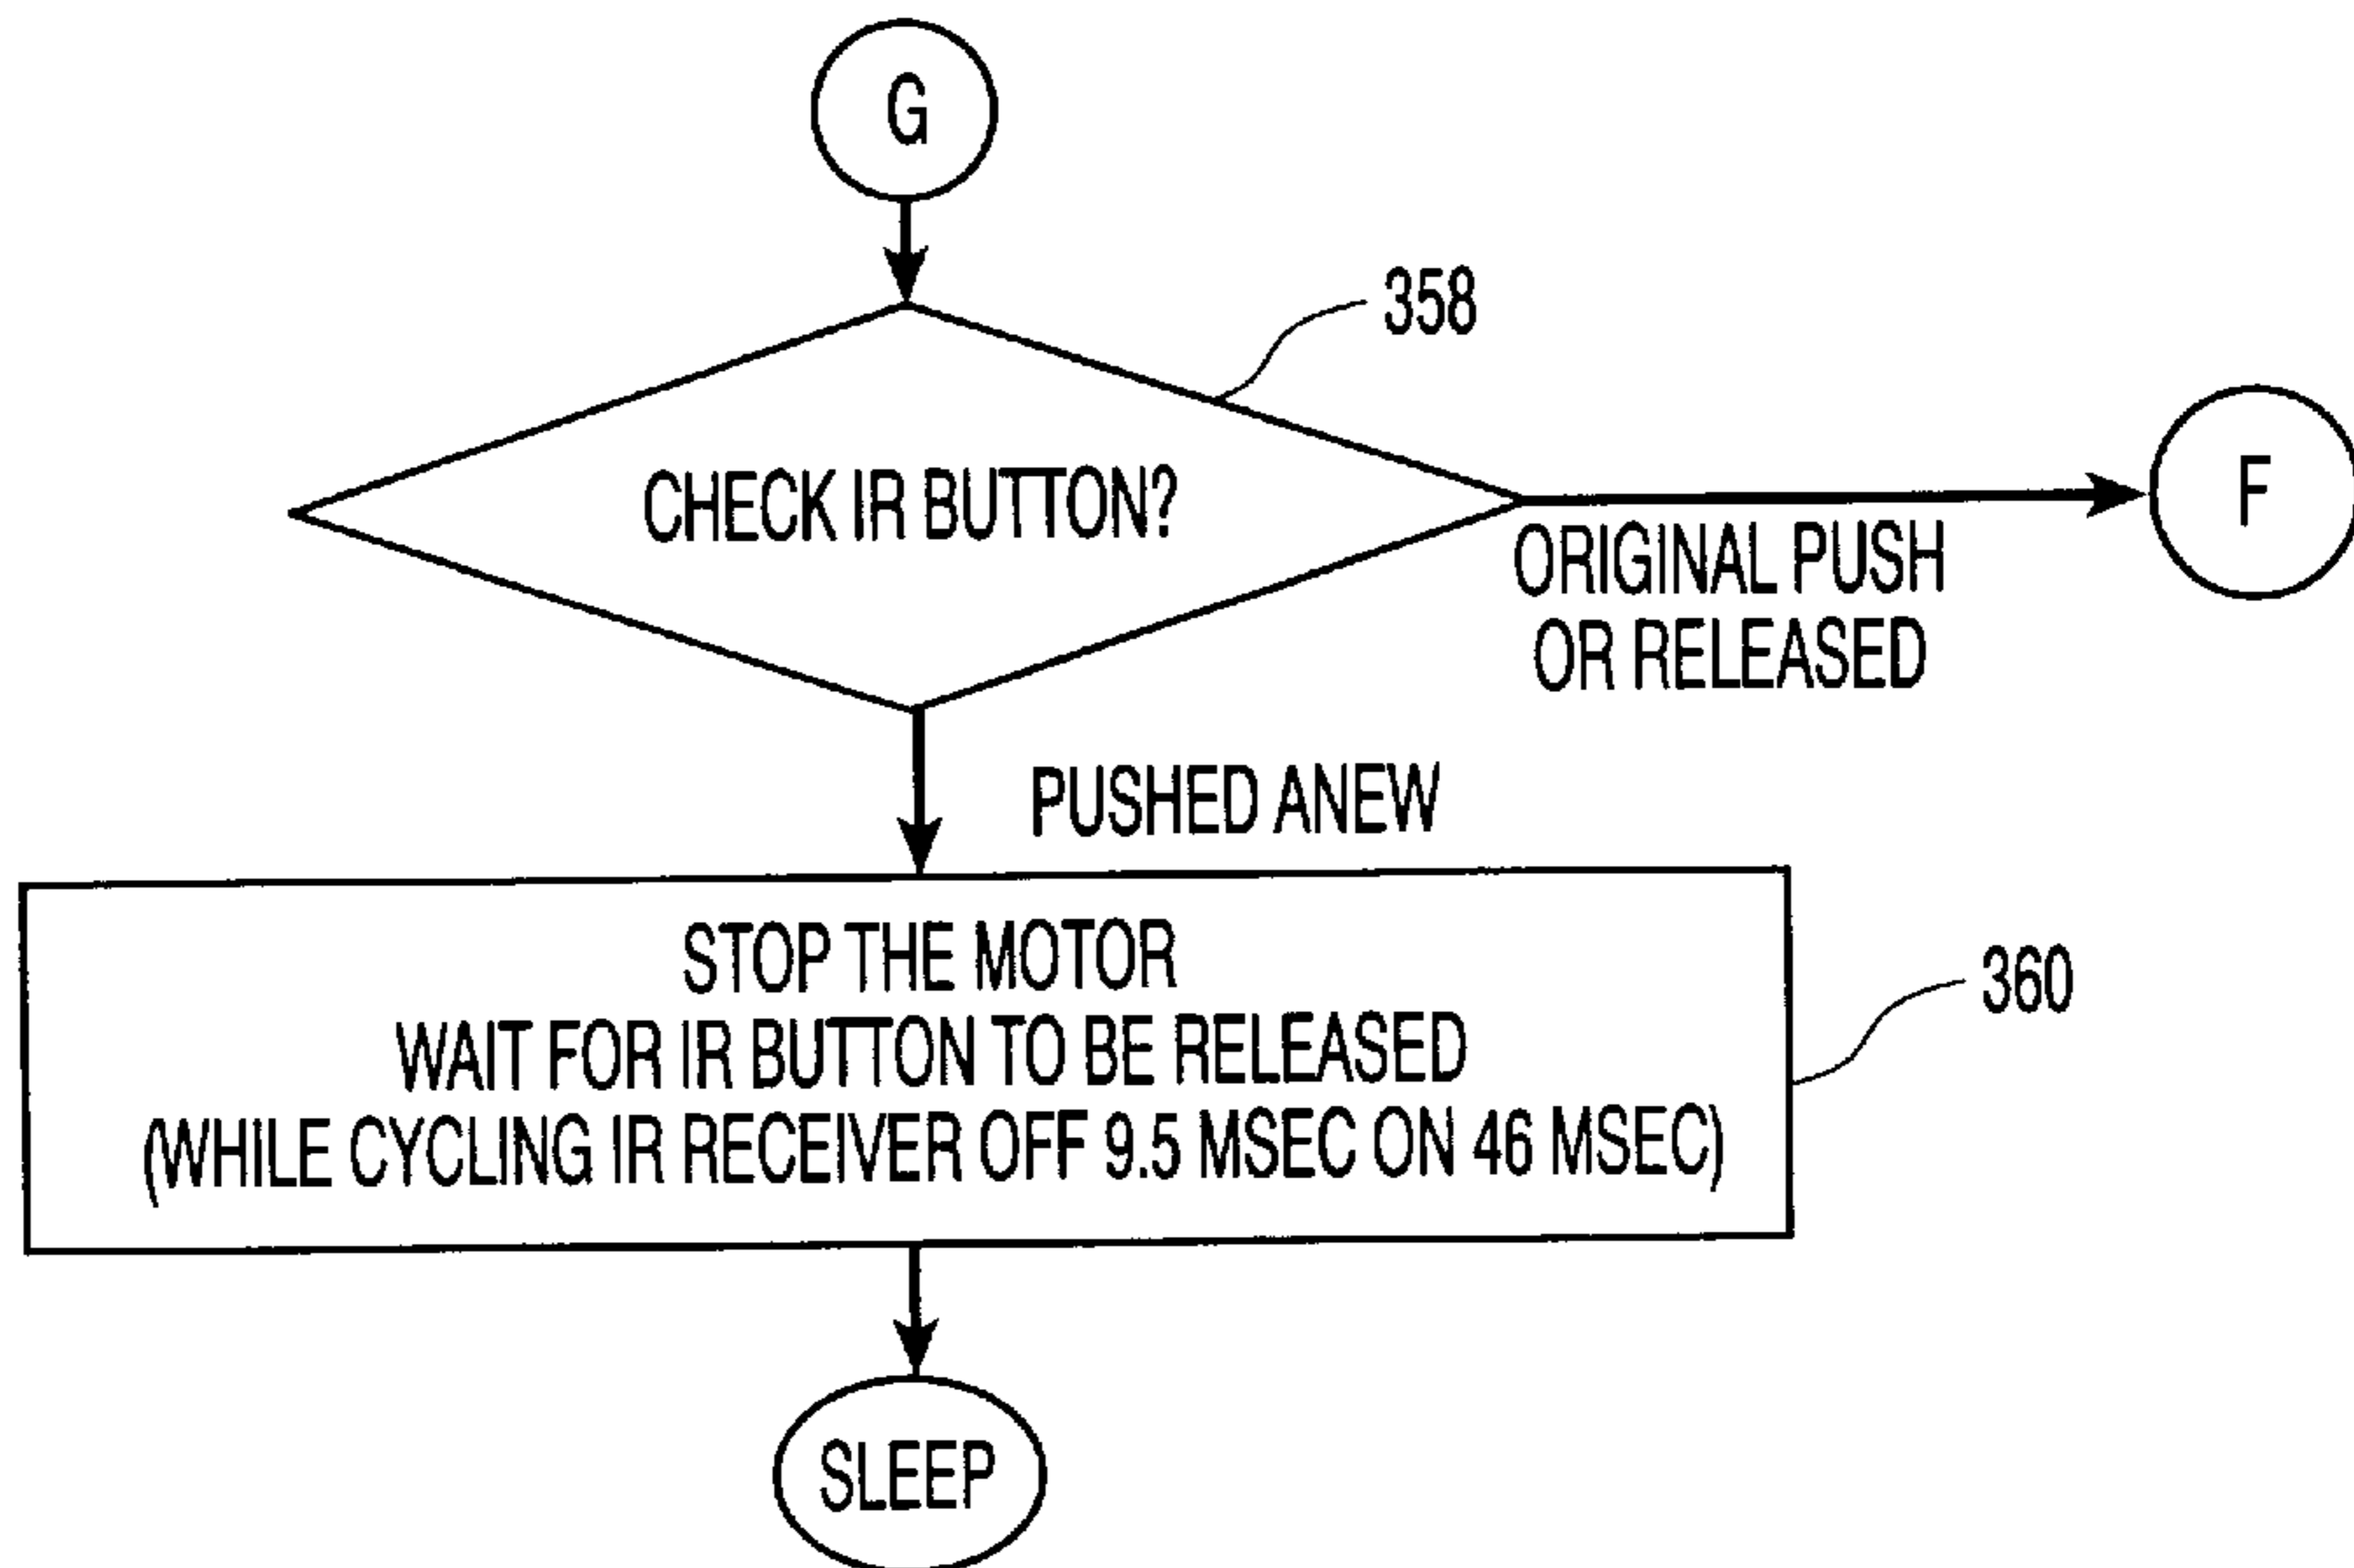 G
358
CHECK IR BUTTON?
F
ORIGINAL PUSH
OR RELEASED
PUSHED ANEW
STOP THE MOTOR
WAIT FOR IR BUTTON TO BE RELEASED
(WHILE CYCLING IR RECEIVER OFF 9.5 MSEC ON 46 MSEC)
360
SLEEP